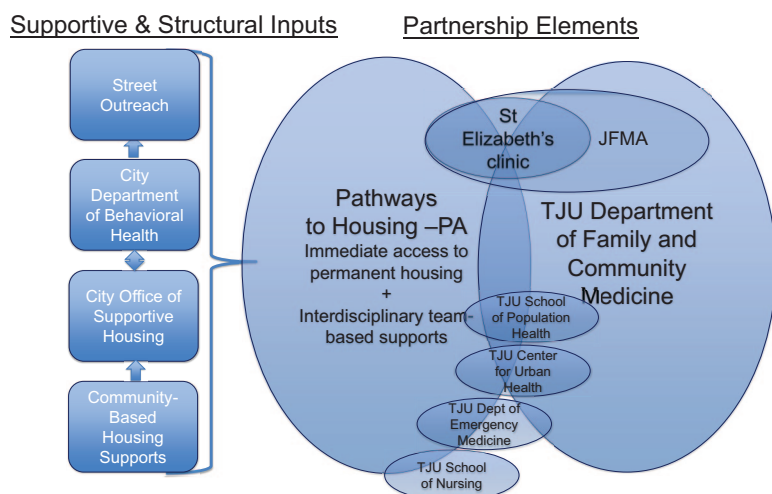 Supportive & Structural Inputs
Street
Outreach
City
Department
of Behavioral
Health
City Office of
Supportive
Housing
Community-
Based
Housing
Supports
Partnership Elements
St
Elizabeth's
clinic
JFMA
Pathways
to Housing –PA
Immediate access to
permanent housing
+
Interdisciplinary team-
based supports
TJU Department
of Family and
Community
Medicine
TJU School
of Population
Health
TJU Center
for Urban
Health
TJU Dept of
Emergency
Medicine
TJU School
of Nursing